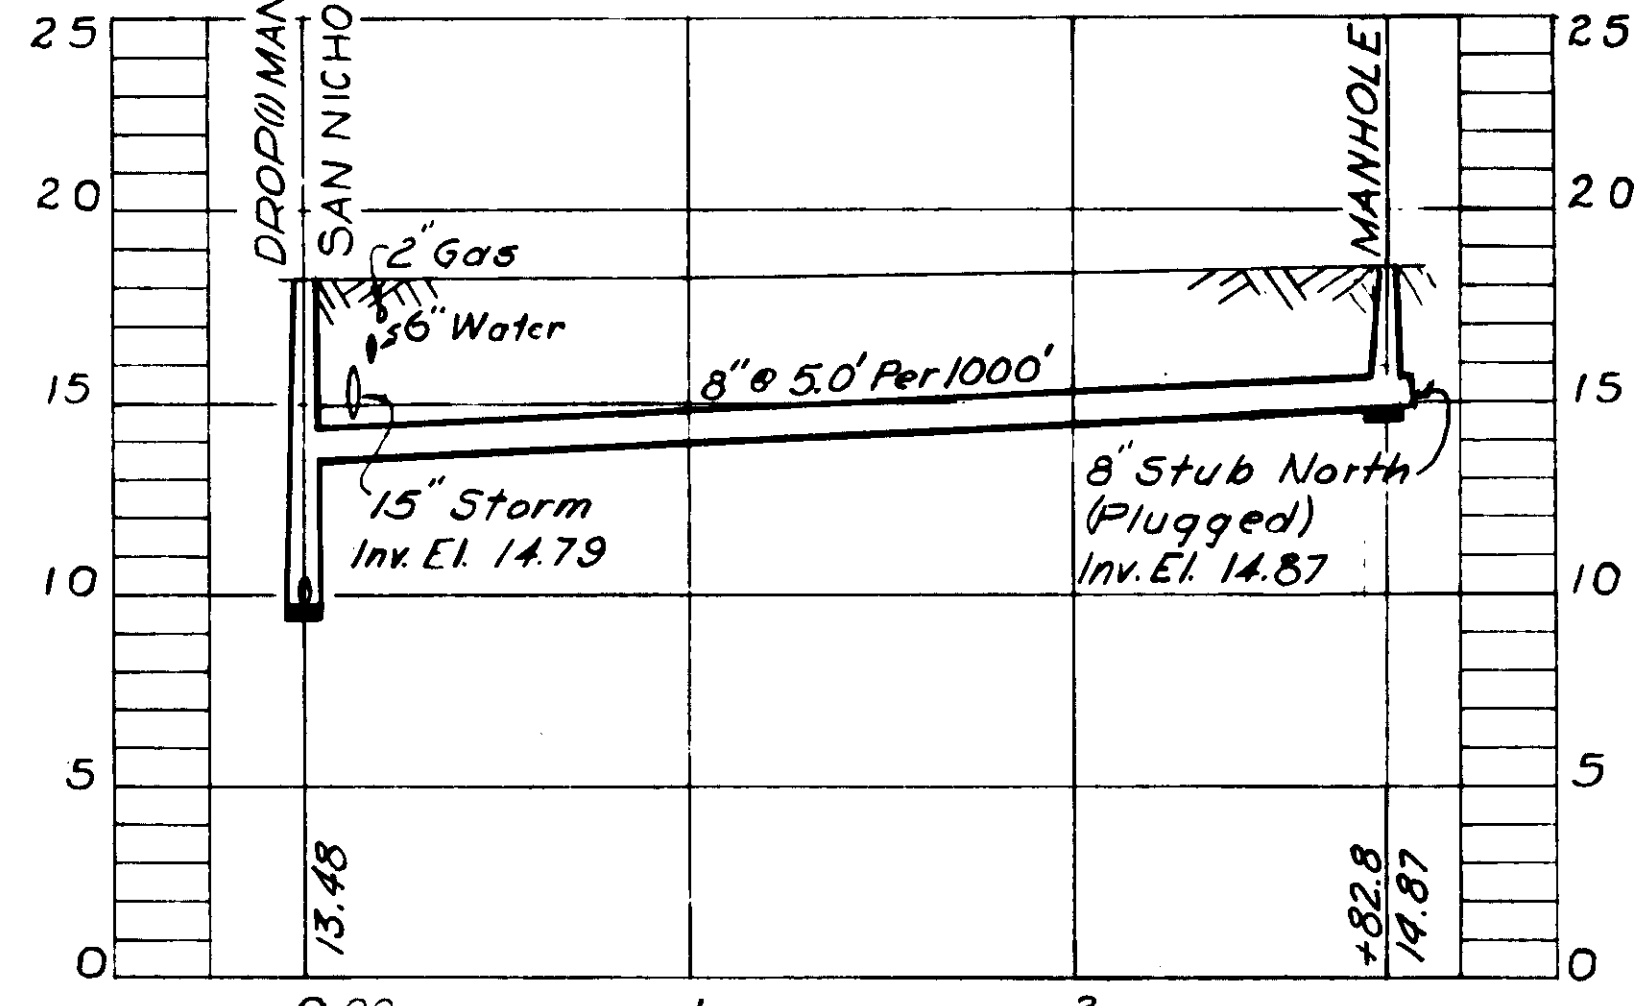 25
20
15
10
5
0
DROP(1) MAN
SAN NICHO
MANHOLE
2" Gas
6" Water
8" @ 5.0' Per 1000'
15" Storm
Inv. El. 14.79
8" Stub North
(Plugged)
Inv. El. 14.87
13.48
+82.8
14.87
25
20
15
10
5
0